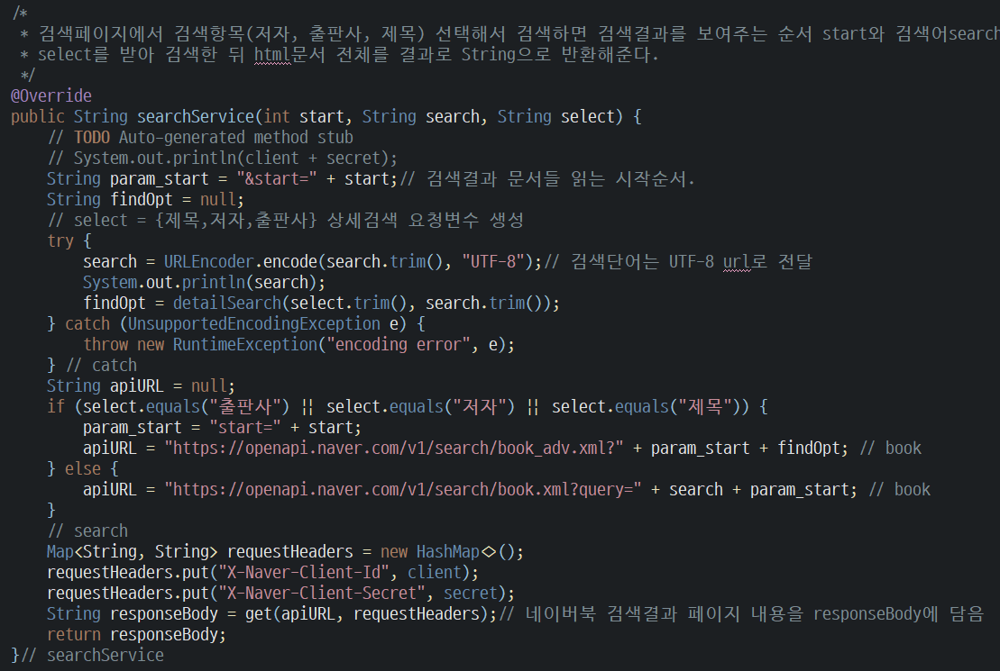 /*
 * 검색페이지에서 검색항목(저자, 출판사, 제목) 선택해서 검색하면 검색결과를 보여주는 순서 start와 검색어search
 * select를 받아 검색한 뒤 html문서 전체를 결과로 String으로 반환해준다.
 */
@Override
public String searchService(int start, String search, String select) {
    // TODO Auto-generated method stub
    // System.out.println(client + secret);
    String param_start = "&start=" + start;// 검색결과 문서들 읽는 시작순서.
    String findOpt = null;
    // select = {제목,저자,출판사} 상세검색 요청변수 생성
    try {
        search = URLEncoder.encode(search.trim(), "UTF-8");// 검색단어는 UTF-8 url로 전달
        System.out.println(search);
        findOpt = detailSearch(select.trim(), search.trim());
    } catch (UnsupportedEncodingException e) {
        throw new RuntimeException("encoding error", e);
    } // catch
    String apiURL = null;
    if (select.equals("출판사") || select.equals("저자") || select.equals("제목")) {
        param_start = "start=" + start;
        apiURL = "https://openapi.naver.com/v1/search/book_adv.xml?" + param_start + findOpt; // book
    } else {
        apiURL = "https://openapi.naver.com/v1/search/book.xml?query=" + search + param_start; // book
    }
    // search
    Map<String, String> requestHeaders = new HashMap<>();
    requestHeaders.put("X-Naver-Client-Id", client);
    requestHeaders.put("X-Naver-Client-Secret", secret);
    String responseBody = get(apiURL, requestHeaders);// 네이버북 검색결과 페이지 내용을 responseBody에 담음
    return responseBody;
}// searchService